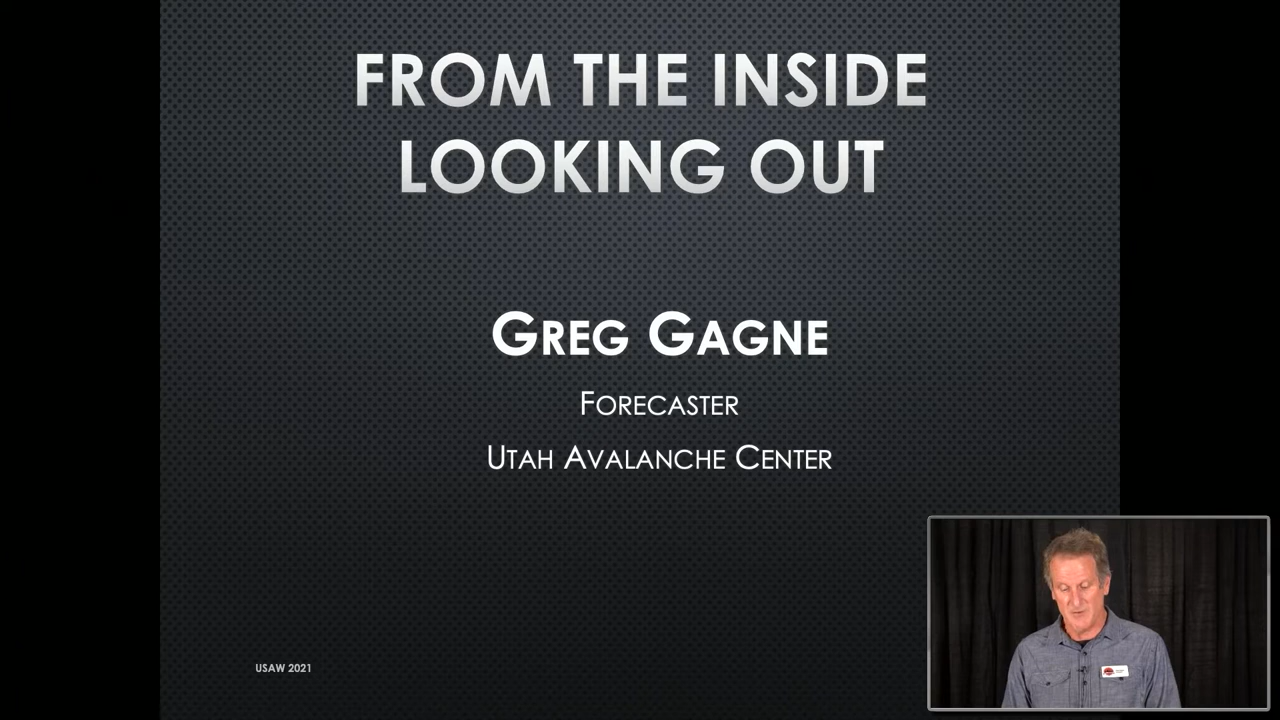 FROM THE INSIDE
LOOKING OUT
GREG GAGNE
FORECASTER
UTAH AVALANCHE CENTER
USAW 2021